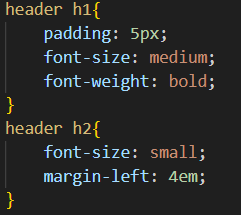 header h1{
    padding: 5px;
    font-size: medium;
    font-weight: bold;
}
header h2{
    font-size: small;
    margin-left: 4em;
}